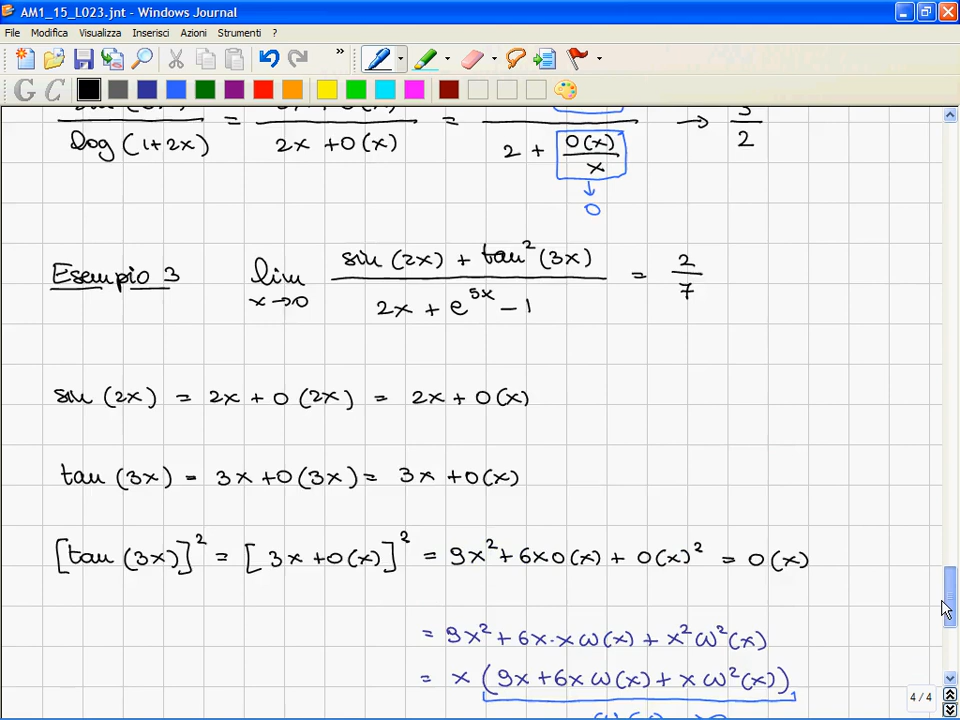 AM1_15_L023.jnt - Windows Journal
File Modifica Visualizza Inserisci Azioni Strumenti ?
log (1+2x) = 2x + o(x) = 2 + o(x)/x → 3/2
0
Esempio 3 lim x→0 (sin (2x) + tan²(3x)) / (2x + e^5x - 1) = 2/7
sin (2x) = 2x + o(2x) = 2x + o(x)
tan (3x) = 3x + o(3x) = 3x + o(x)
[tan (3x)]² = [3x + o(x)]² = 9x² + 6x o(x) + o(x)² = o(x)
= 9x² + 6x·x ω(x) + x² ω²(x)
= x (9x + 6x ω(x) + x ω²(x))
4 / 4